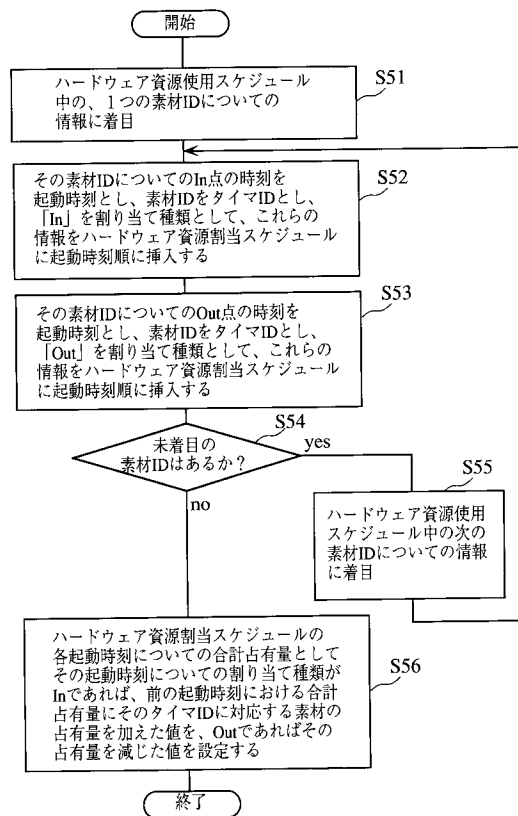 開始
ハードウェア資源使用スケジュール
中の、1つの素材IDについての
情報に着目
S51
その素材IDについてのIn点の時刻を
起動時刻とし、素材IDをタイマIDとし、
「In」を割り当て種類として、これらの
情報をハードウェア資源割当スケジュール
に起動時刻順に挿入する
S52
その素材IDについてのOut点の時刻を
起動時刻とし、素材IDをタイマIDとし、
「Out」を割り当て種類として、これらの
情報をハードウェア資源割当スケジュール
に起動時刻順に挿入する
S53
未着目の
素材IDはあるか?
S54
yes
no
S55
ハードウェア資源使用
スケジュール中の次の
素材IDについての情報
に着目
ハードウェア資源割当スケジュールの
各起動時刻についての合計占有量として
その起動時刻についての割り当て種類が
Inであれば、前の起動時刻における合計
占有量にそのタイマIDに対応する素材の
占有量を加えた値を、Outであればその
占有量を減じた値を設定する
S56
終了